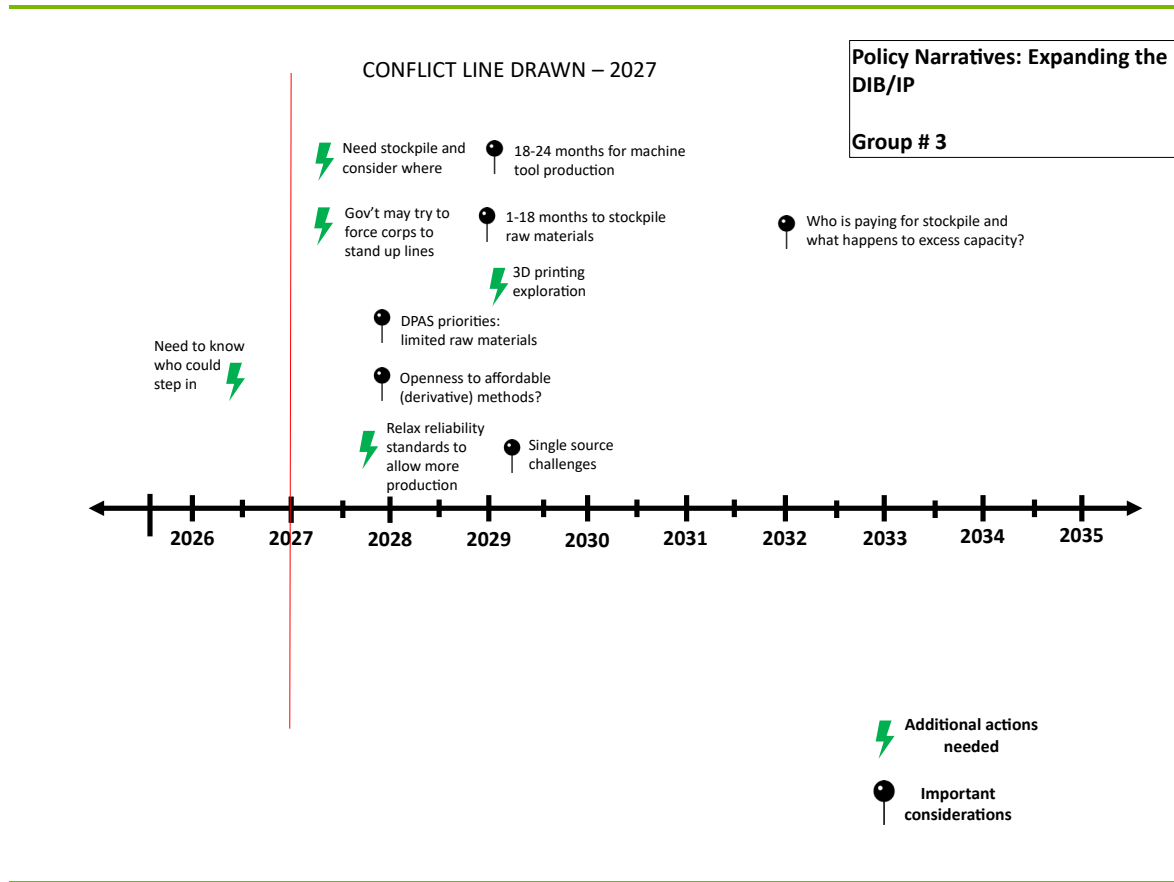 CONFLICT LINE DRAWN – 2027
Policy Narratives: Expanding the
DIB/IP
Group # 3
Need stockpile and
consider where
18-24 months for machine
tool production
Gov’t may try to
force corps to
stand up lines
1-18 months to stockpile
raw materials
Who is paying for stockpile and
what happens to excess capacity?
3D printing
exploration
DPAS priorities:
limited raw materials
Need to know
who could
step in
Openness to affordable
(derivative) methods?
Relax reliability
standards to
allow more
production
Single source
challenges
2026
2027
2028
2029
2030
2031
2032
2033
2034
2035
Additional actions
needed
Important
considerations